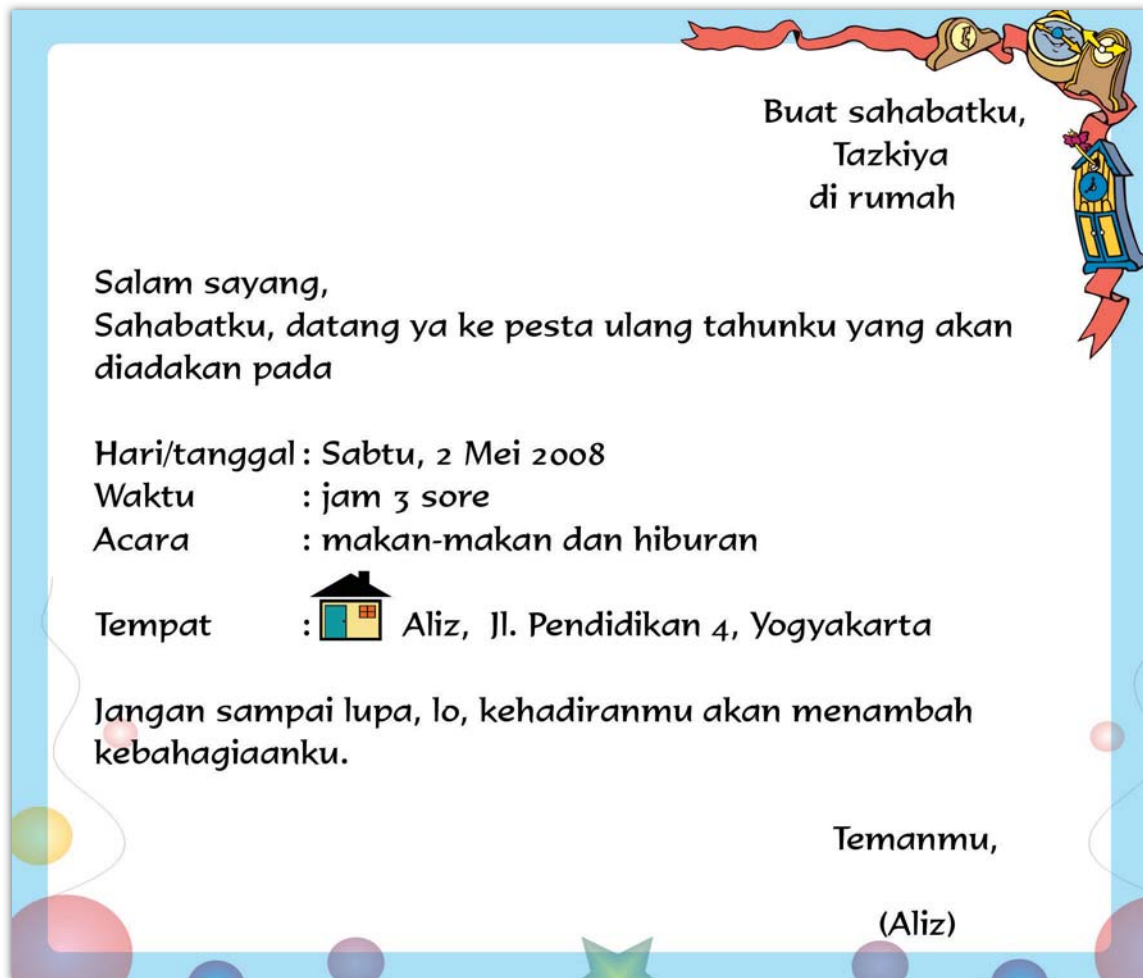 Buat sahabatku,
Tazkiya
di rumah
Salam sayang,
Sahabatku, datang ya ke pesta ulang tahunku yang akan
diadakan pada
Hari/tanggal : Sabtu, 2 Mei 2008
Waktu : jam 3 sore
Acara : makan-makan dan hiburan
Tempat : Aliz, Jl. Pendidikan 4, Yogyakarta
Jangan sampai lupa, lo, kehadiranmu akan menambah
kebahagiaanku.
Temanmu,
(Aliz)